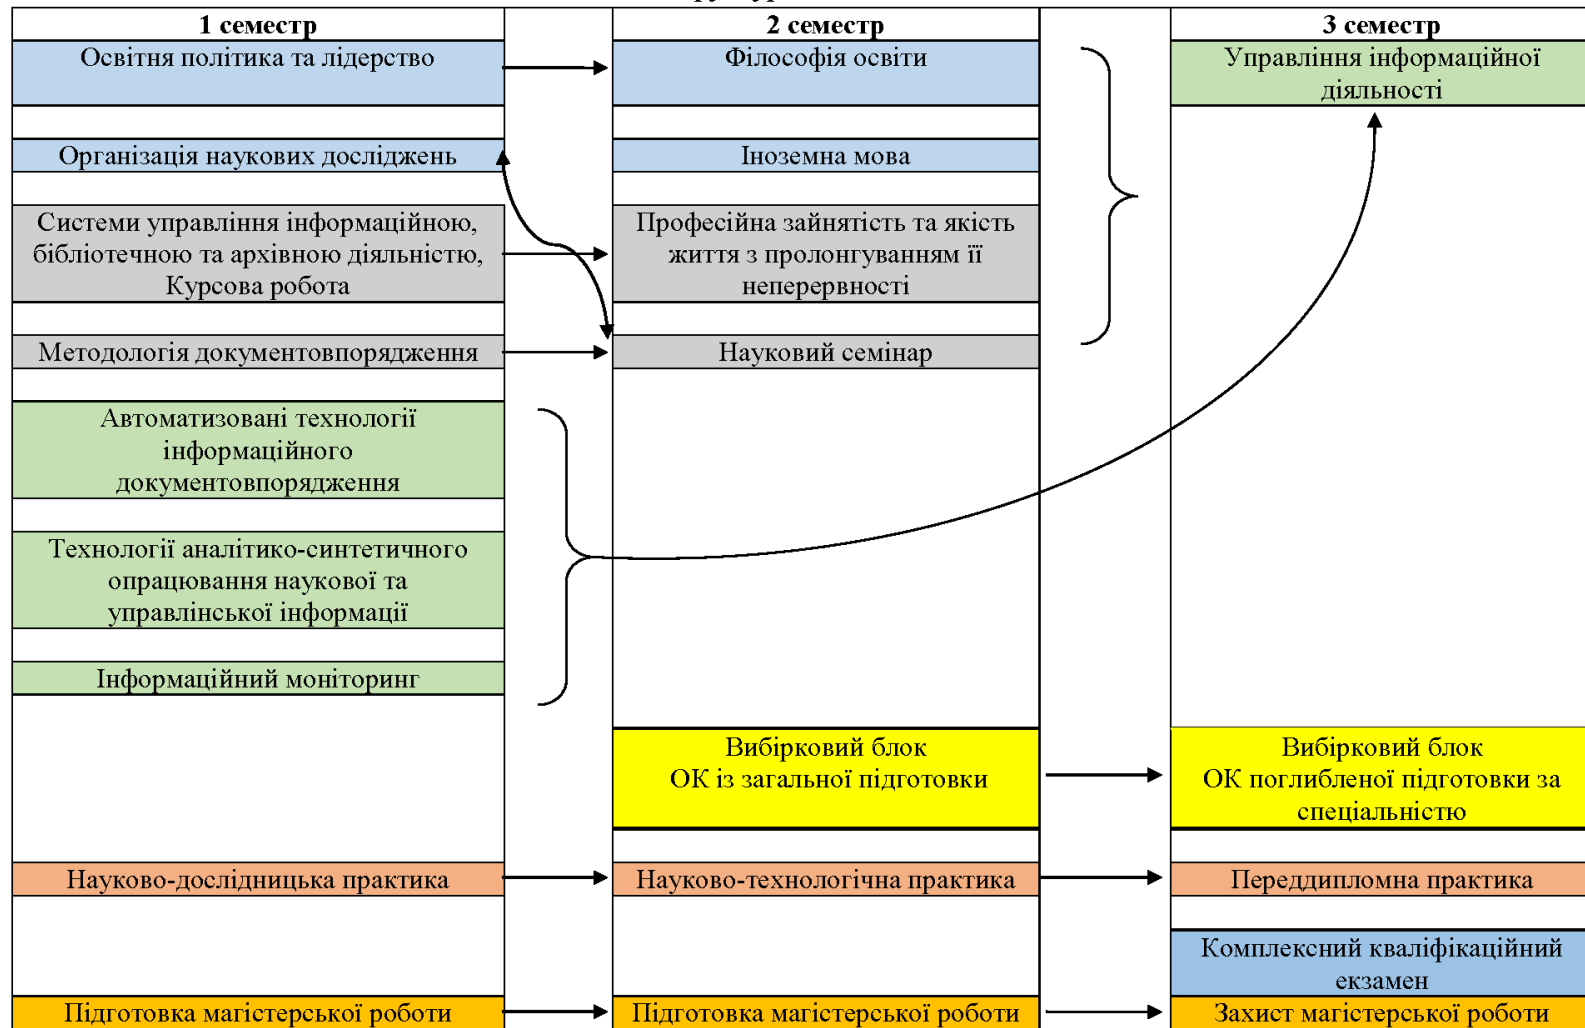 1 семестр
2 семестр
3 семестр
Освітня політика та лідерство
Філософія освіти
Управління інформаційної
діяльності
Організація наукових досліджень
Іноземна мова
Системи управління інформаційною,
бібліотечною та архівною діяльністю,
Курсова робота
Професійна зайнятість та якість
життя з пролонгуванням її
неперервності
Методологія документовпорядження
Науковий семінар
Автоматизовані технології
інформаційного
документовпорядження
Технології аналітико-синтетичного
опрацювання наукової та
управлінської інформації
Інформаційний моніторинг
Вибірковий блок
ОК із загальної підготовки
Вибірковий блок
ОК поглибленої підготовки за
спеціальністю
Науково-дослідницька практика
Науково-технологічна практика
Переддипломна практика
Комплексний кваліфікаційний
екзамен
Підготовка магістерської роботи
Підготовка магістерської роботи
Захист магістерської роботи